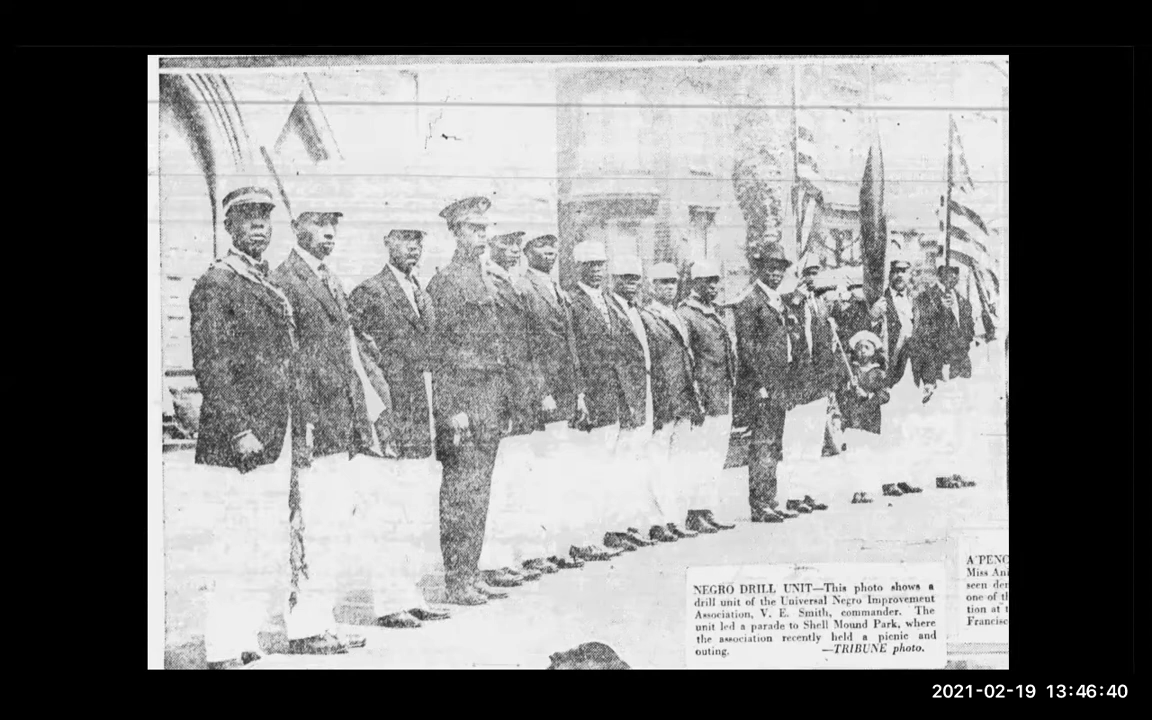 NEGRO DRILL UNIT—This photo shows a
drill unit of the Universal Negro Improvement
Association, V. E. Smith, commander. The
unit led a parade to Shell Mound Park, where
the association recently held a picnic and
outing. —TRIBUNE photo.
A PENC
Miss An
seen der
one of th
tion at t
Francisc
2021-02-19 13:46:40